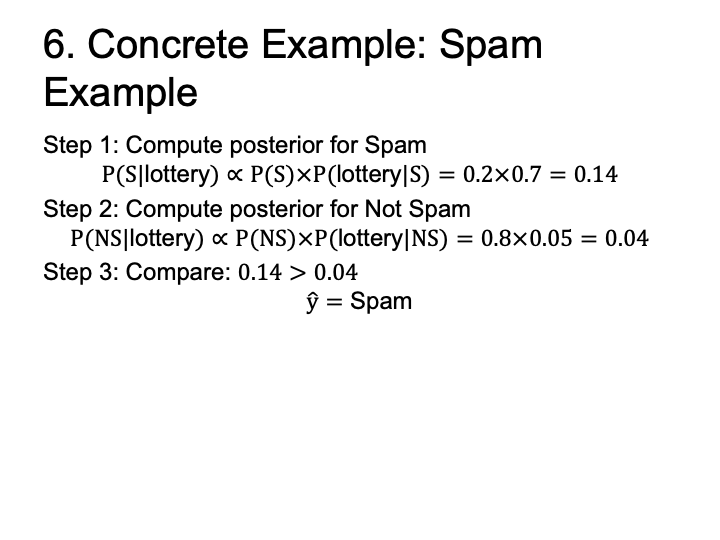 6. Concrete Example: Spam
Example
Step 1: Compute posterior for Spam
P(S|lottery) ∝ P(S)×P(lottery|S) = 0.2×0.7 = 0.14
Step 2: Compute posterior for Not Spam
P(NS|lottery) ∝ P(NS)×P(lottery|NS) = 0.8×0.05 = 0.04
Step 3: Compare: 0.14 > 0.04
ŷ = Spam